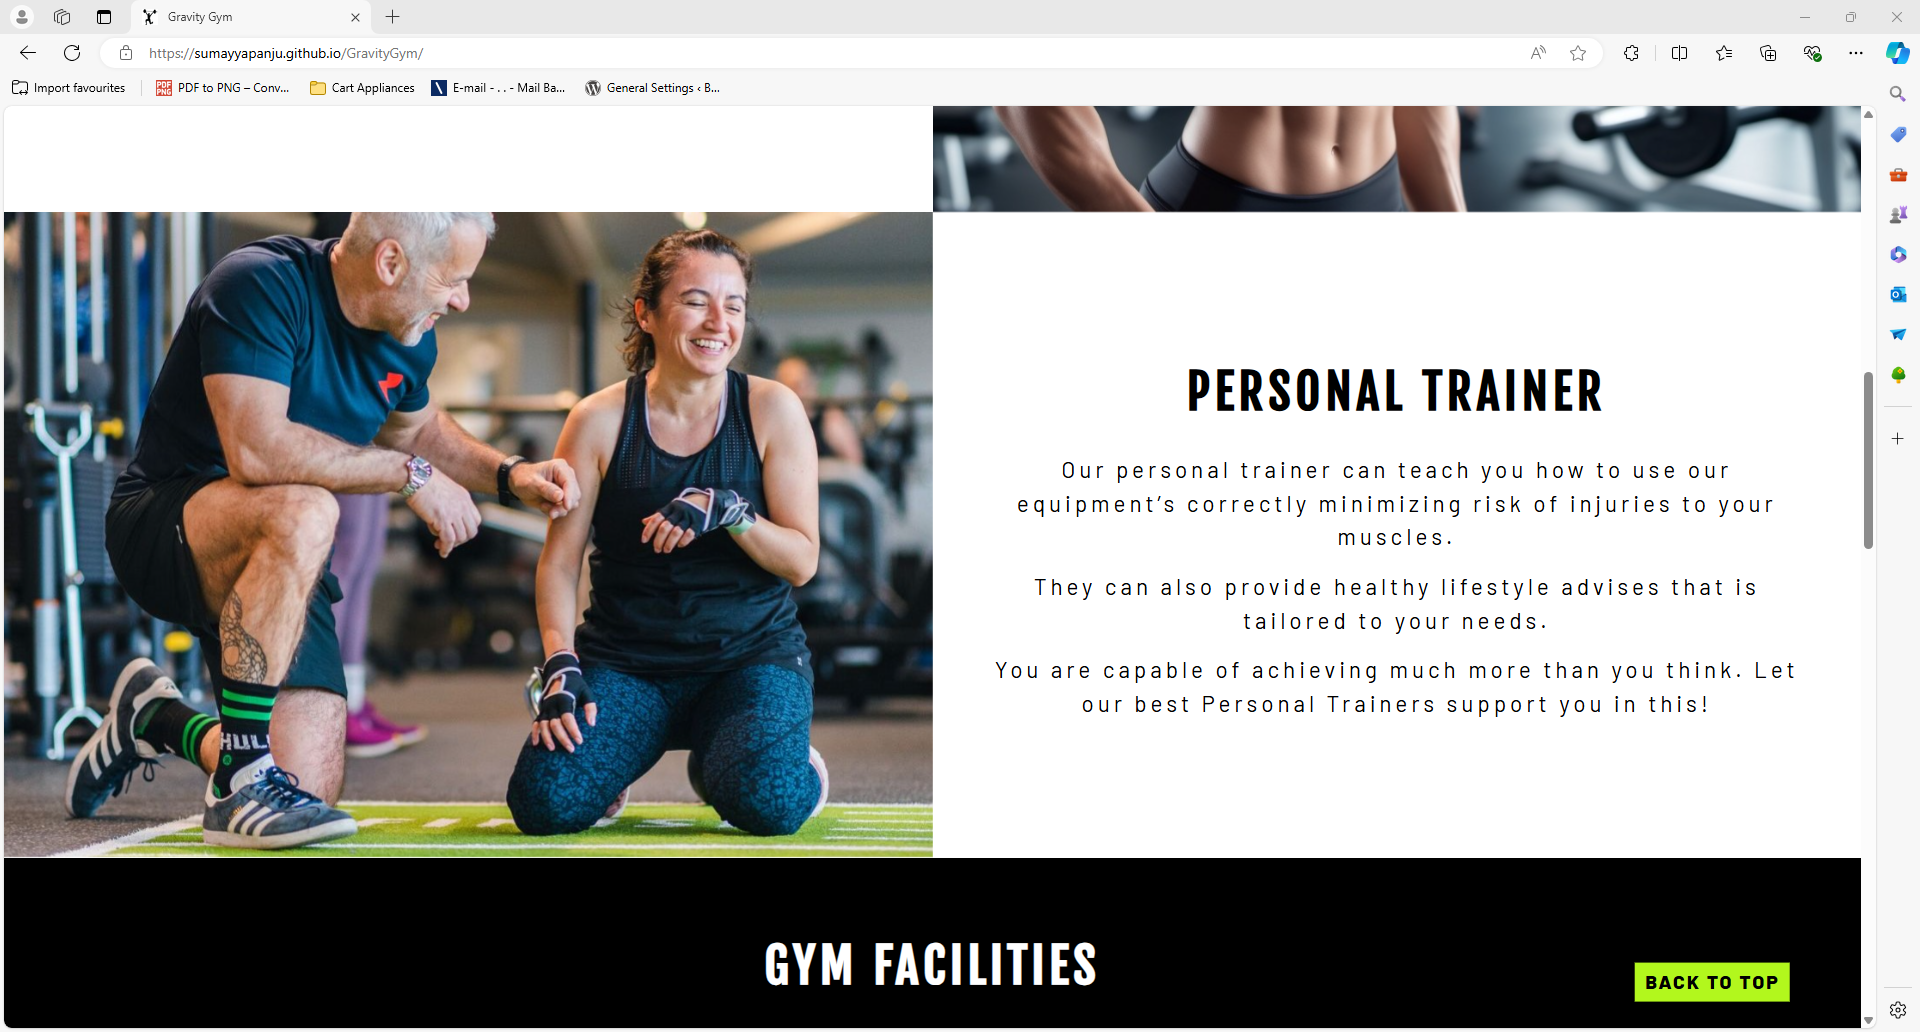 Gravity Gym
https://sumayyapanju.github.io/GravityGym/
Import favourites
PDF to PNG – Conv...
Cart Appliances
E-mail - . . - Mail Ba...
General Settings ‹ B...
PERSONAL TRAINER
Our personal trainer can teach you how to use our
equipment’s correctly minimizing risk of injuries to your
muscles.
They can also provide healthy lifestyle advises that is
tailored to your needs.
You are capable of achieving much more than you think. Let
our best Personal Trainers support you in this!
GYM FACILITIES
BACK TO TOP